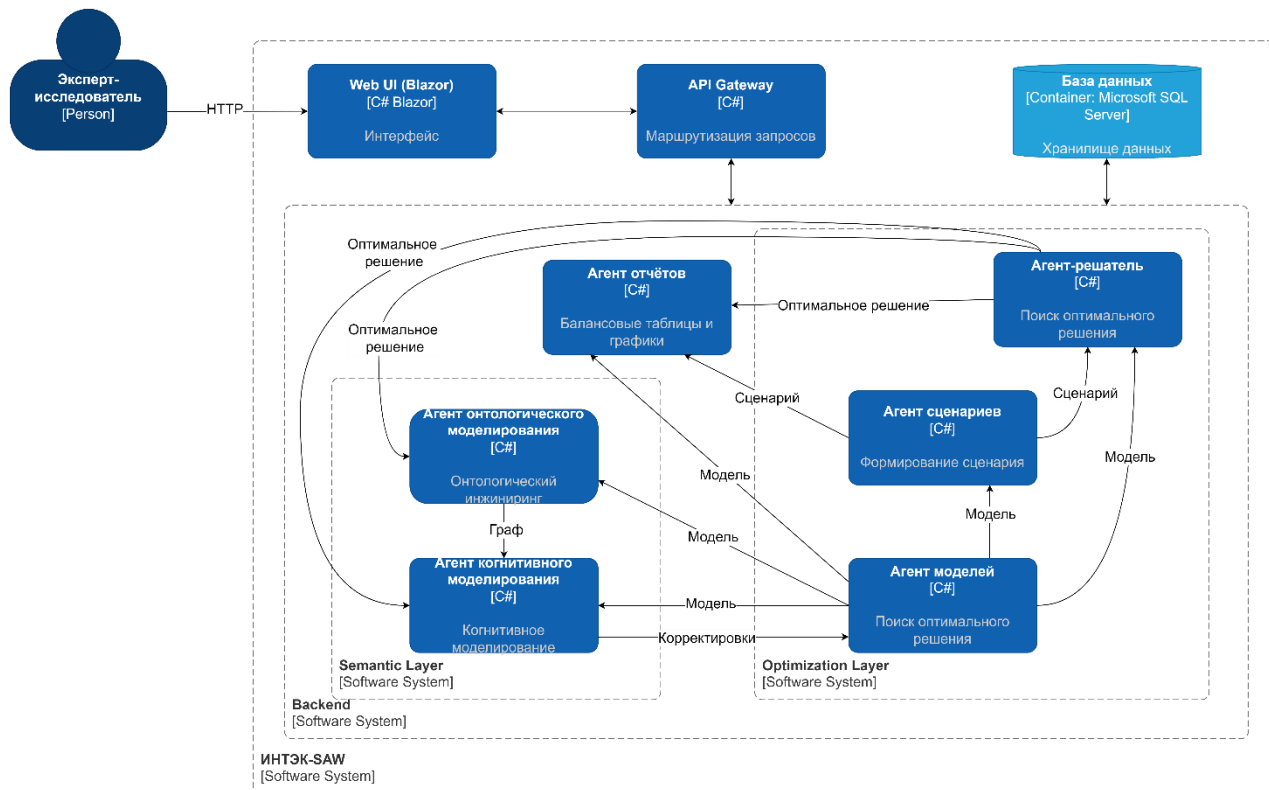 Эксперт-
исследователь
[Person]
HTTP
Web UI (Blazor)
[C# Blazor]
Интерфейс
API Gateway
[C#]
Маршрутизация запросов
База данных
[Container: Microsoft SQL
Server]
Хранилище данных
Оптимальное
решение
Оптимальное
решение
Агент отчётов
[C#]
Балансовые таблицы и
графики
Оптимальное решение
Агент-решатель
[C#]
Поиск оптимального
решения
Сценарий
Агент сценариев
[C#]
Формирование сценария
Сценарий
Модель
Агент онтологического
моделирования
[C#]
Онтологический
инжиниринг
Модель
Граф
Модель
Модель
Агент когнитивного
моделирования
[C#]
Когнитивное
моделирование
Модель
Корректировки
Агент моделей
[C#]
Поиск оптимального
решения
Semantic Layer
[Software System]
Optimization Layer
[Software System]
Backend
[Software System]
ИНТЭК-SAW
[Software System]